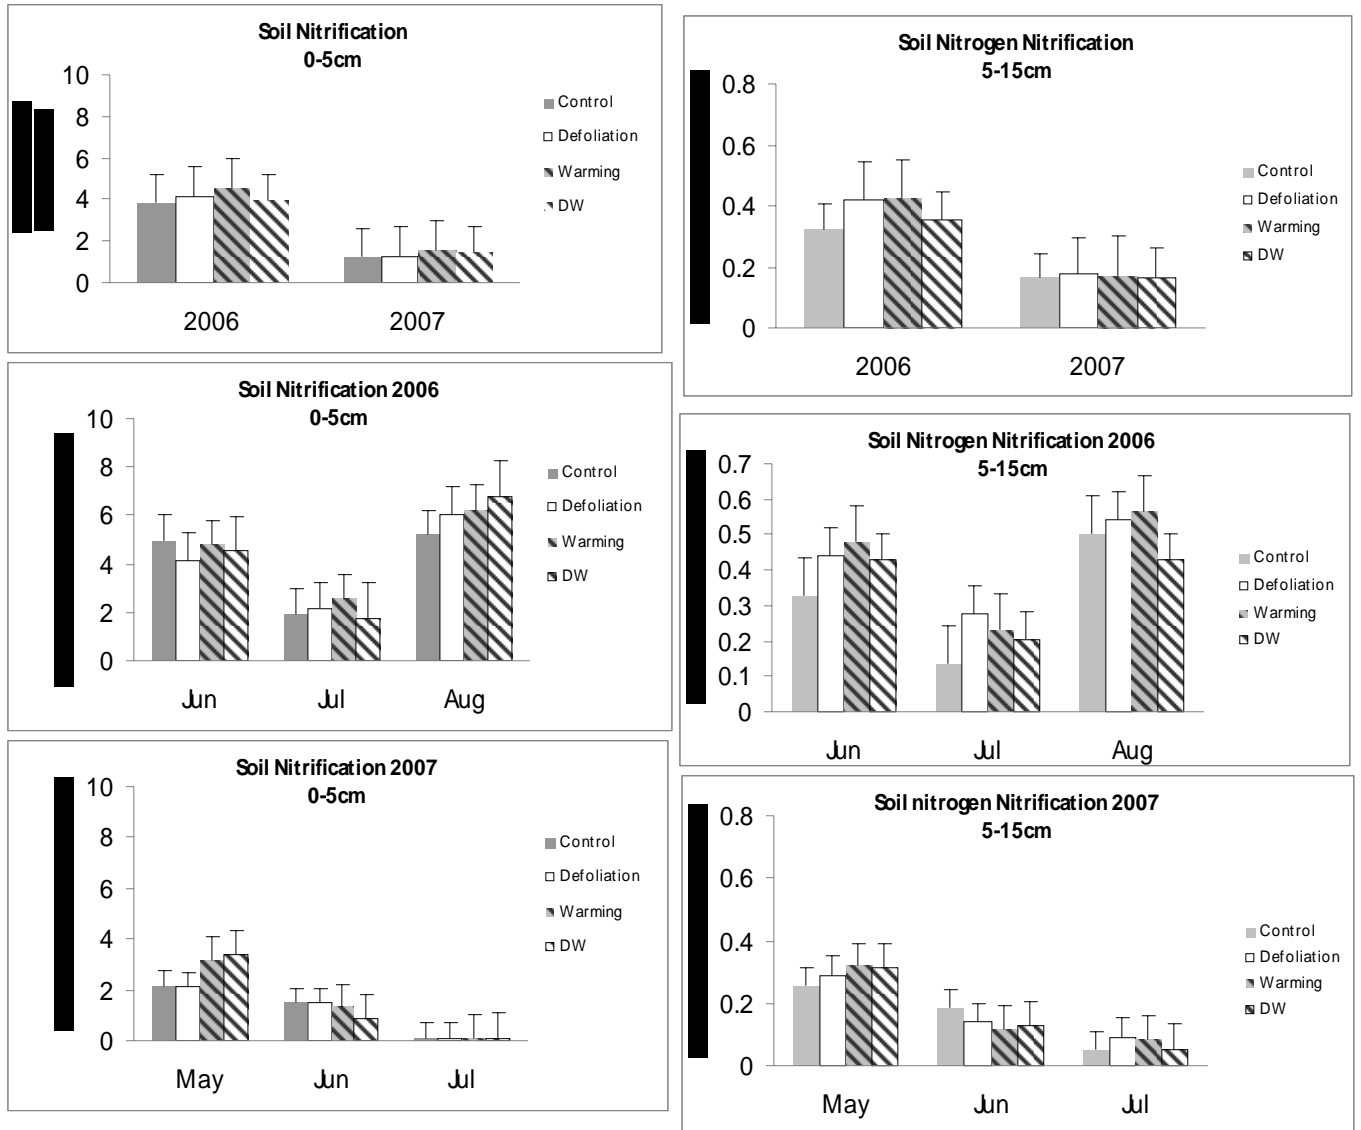 Soil Nitrification
0-5cm
10
8
6
4
2
0
2006
2007
Control
Defoliation
Warming
DW
Soil Nitrogen Nitrification
5-15cm
0.8
0.6
0.4
0.2
0
2006
2007
Control
Defoliation
Warming
DW
Soil Nitrification 2006
0-5cm
10
8
6
4
2
0
Jun
Jul
Aug
Control
Defoliation
Warming
DW
Soil Nitrogen Nitrification 2006
5-15cm
0.7
0.6
0.5
0.4
0.3
0.2
0.1
0
Jun
Jul
Aug
Control
Defoliation
Warming
DW
Soil Nitrification 2007
0-5cm
10
8
6
4
2
0
May
Jun
Jul
Control
Defoliation
Warming
DW
Soil nitrogen Nitrification 2007
5-15cm
0.8
0.6
0.4
0.2
0
May
Jun
Jul
Control
Defoliation
Warming
DW